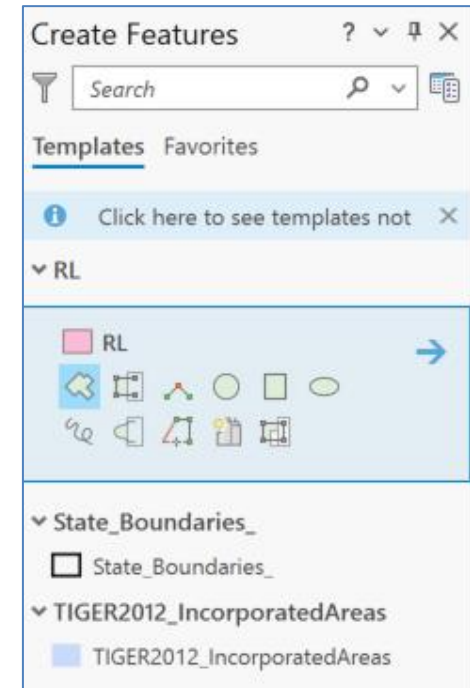 Create Features ?
Search
Templates Favorites
Click here to see templates not
RL
RL
State_Boundaries_
State_Boundaries_
TIGER2012_IncorporatedAreas
TIGER2012_IncorporatedAreas